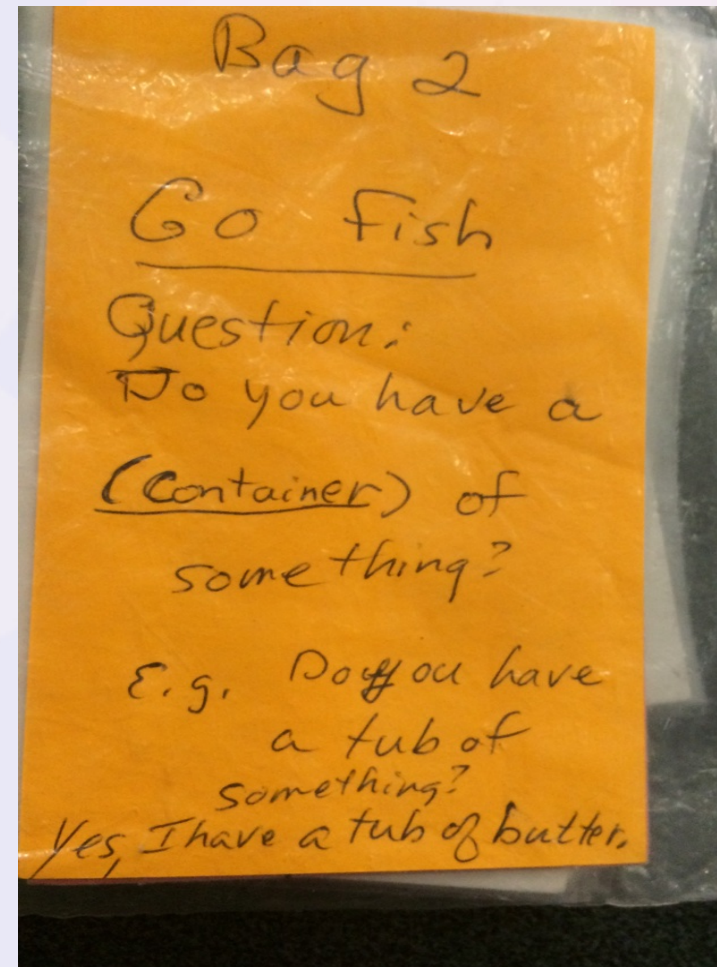 Bag 2
Go Fish
Question:
Do you have a
(Container) of
something?
E.g. Do you have
a tub of
something?
Yes, I have a tub of butter.